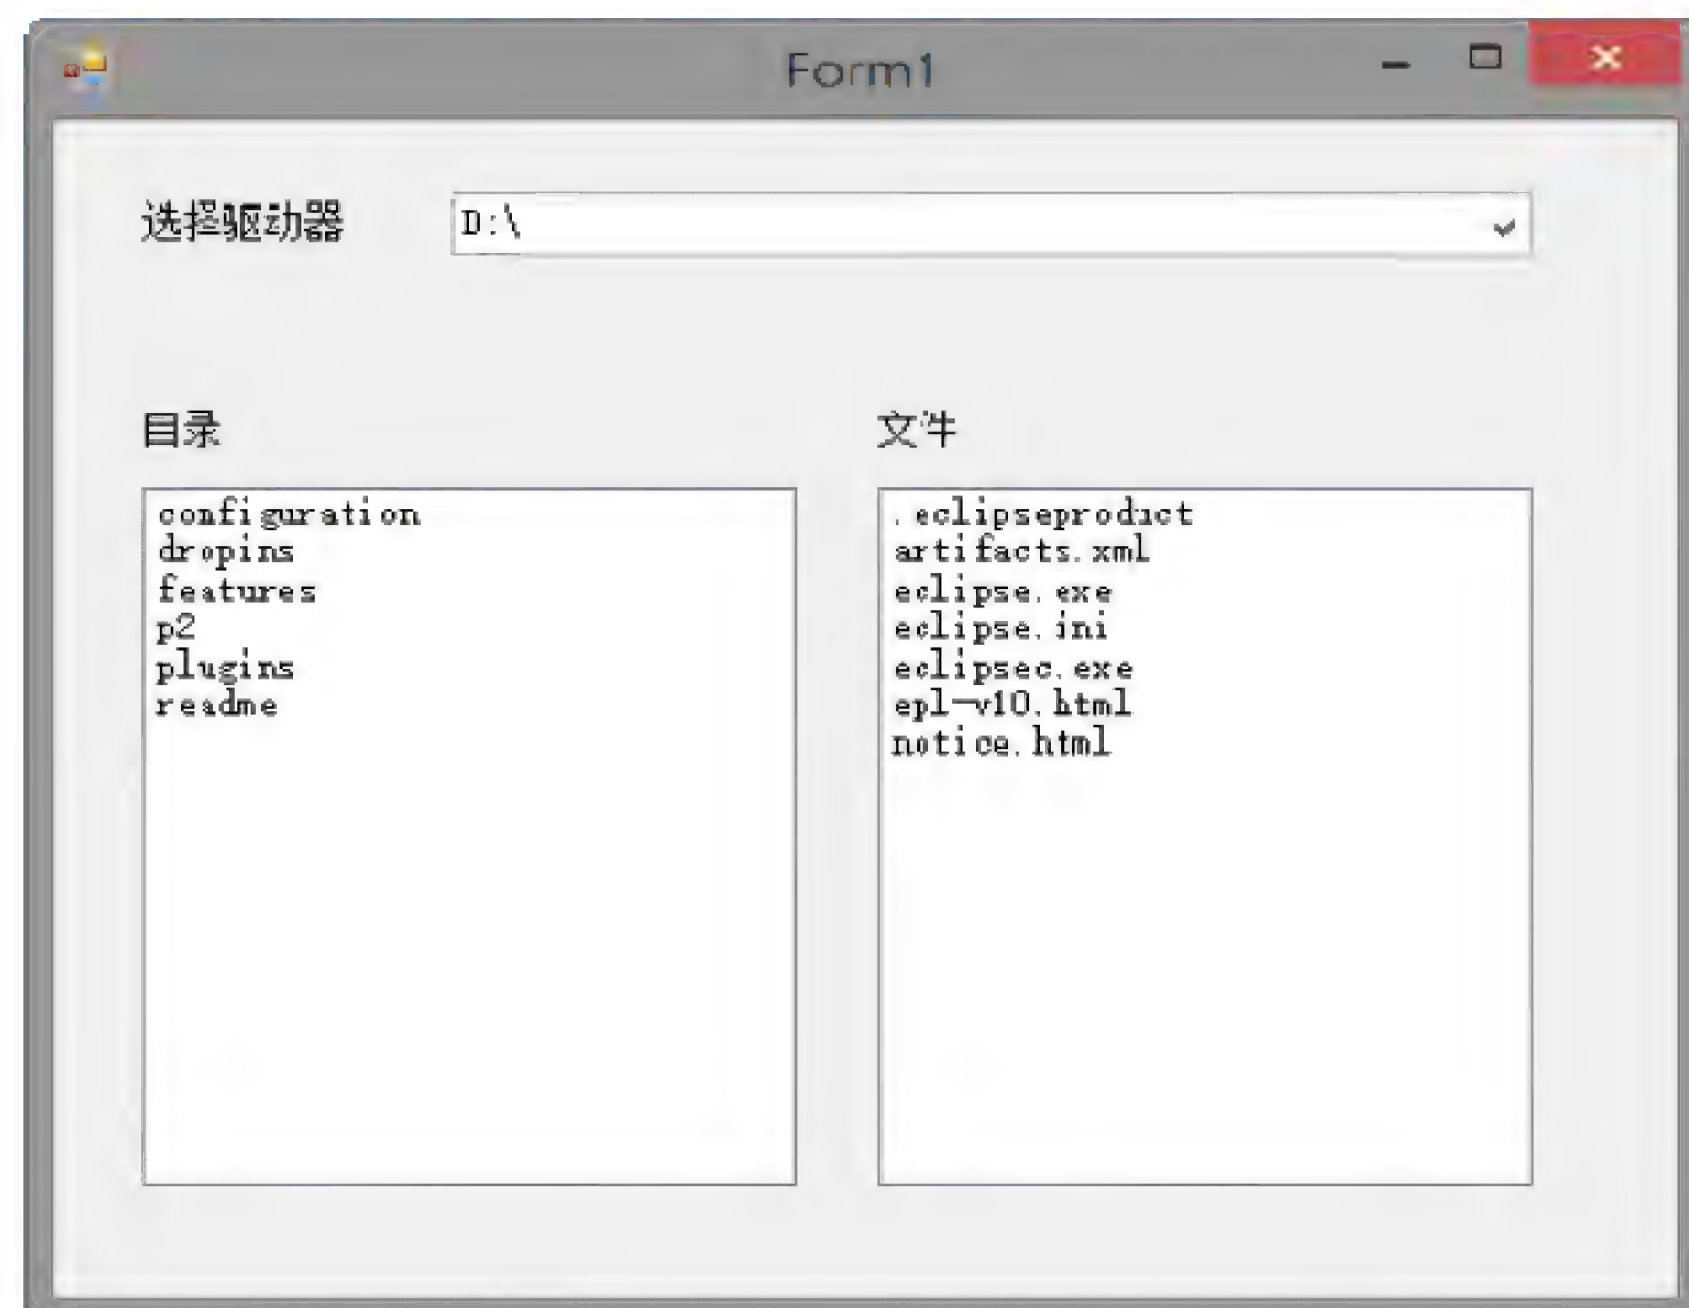 Form1
选择驱动器
D:\
目录
文件
configuration
dropins
features
p2
plugins
readme
.eclipseproduct
artifacts.xml
eclipse.exe
eclipse.ini
eclipsec.exe
epl-v10.html
notice.html